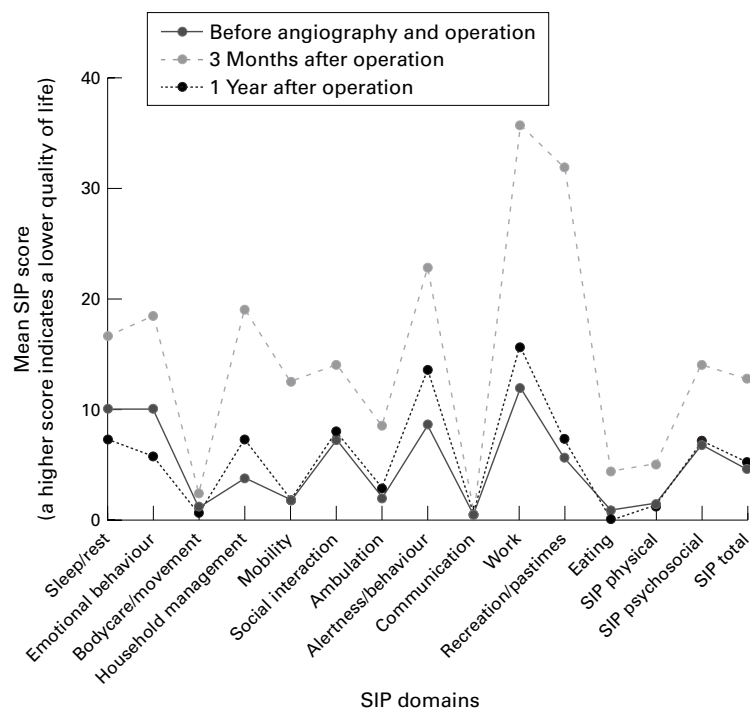 Before angiography and operation
3 Months after operation
1 Year after operation
40
30
20
10
0
Mean SIP score
(a higher score indicates a lower quality of life)
Sleep/rest
Emotional behaviour
Bodycare/movement
Household management
Mobility
Social interaction
Ambulation
Alertness/behaviour
Communication
Work
Recreation/pastimes
Eating
SIP physical
SIP psychosocial
SIP total
SIP domains